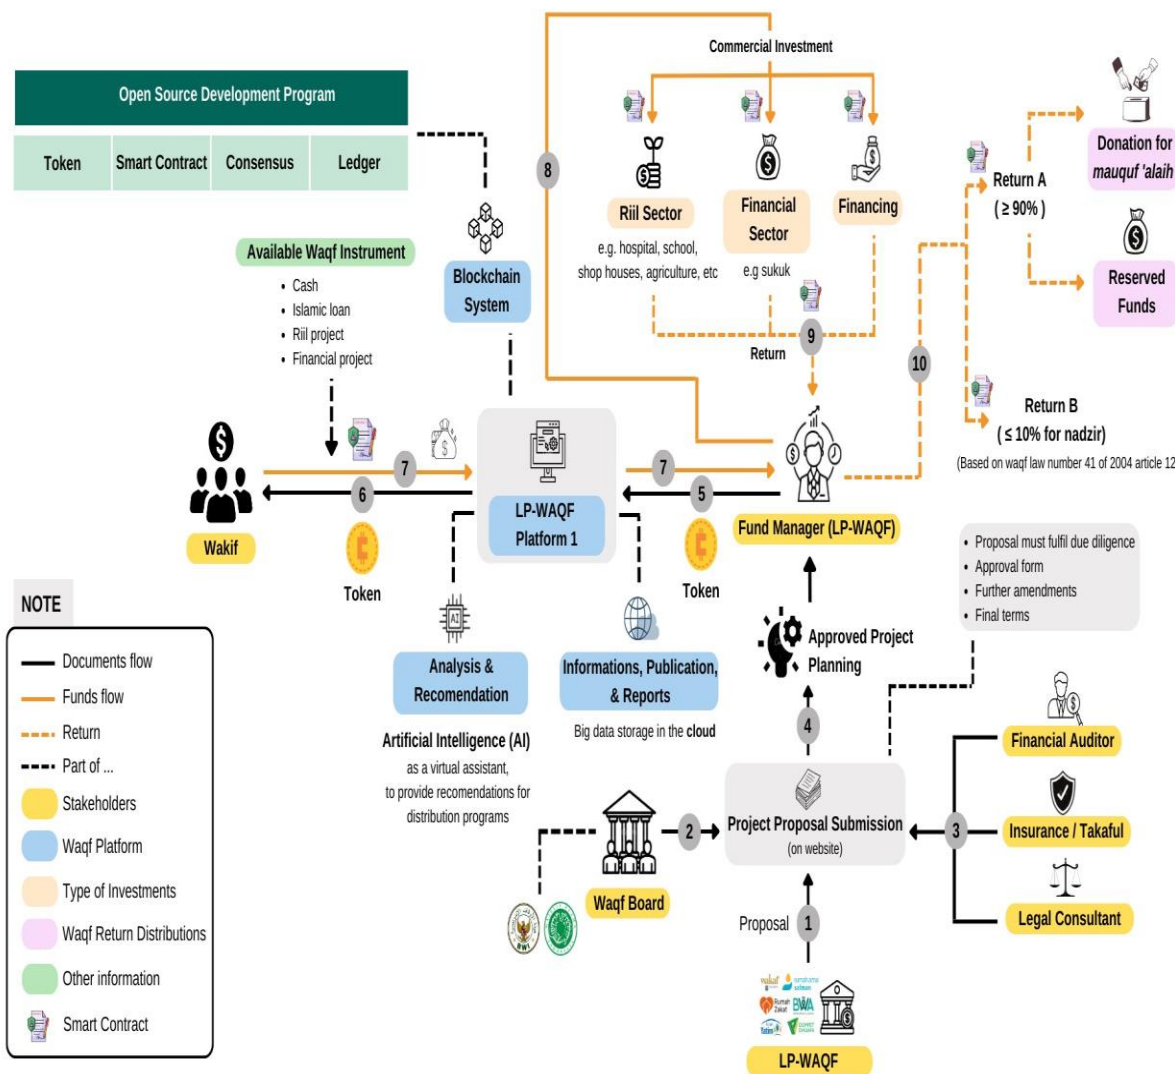 Commercial Investment
Open Source Development Program
Token
Smart Contract
Consensus
Ledger
8
Riil Sector
e.g. hospital, school,
shop houses, agriculture, etc
Financial
Sector
e.g sukuk
Financing
Return A
( ≥ 90% )
Donation for
mauquf 'alaih
Reserved
Funds
Available Waqf Instrument
• Cash
• Islamic loan
• Riil project
• Financial project
Blockchain
System
9
Return
10
Return B
( ≤ 10% for nadzir)
(Based on waqf law number 41 of 2004 article 12
7
6
Wakif
Token
LP-WAQF
Platform 1
7
5
Token
Fund Manager (LP-WAQF)
• Proposal must fulfil due diligence
• Approval form
• Further amendments
• Final terms
AI
Analysis &
Recomendation
Artificial Intelligence (AI)
as a virtual assistant,
to provide recomendations for
distribution programs
Informations, Publication,
& Reports
Big data storage in the cloud
Approved Project
Planning
4
Financial Auditor
Insurance / Takaful
Legal Consultant
3
Project Proposal Submission
(on website)
2
Waqf Board
BWI
Proposal
1
wakaf
Rumah
Zakat
BWA
LP-WAQF
NOTE
Documents flow
Funds flow
Return
Part of ...
Stakeholders
Waqf Platform
Type of Investments
Waqf Return Distributions
Other information
Smart Contract